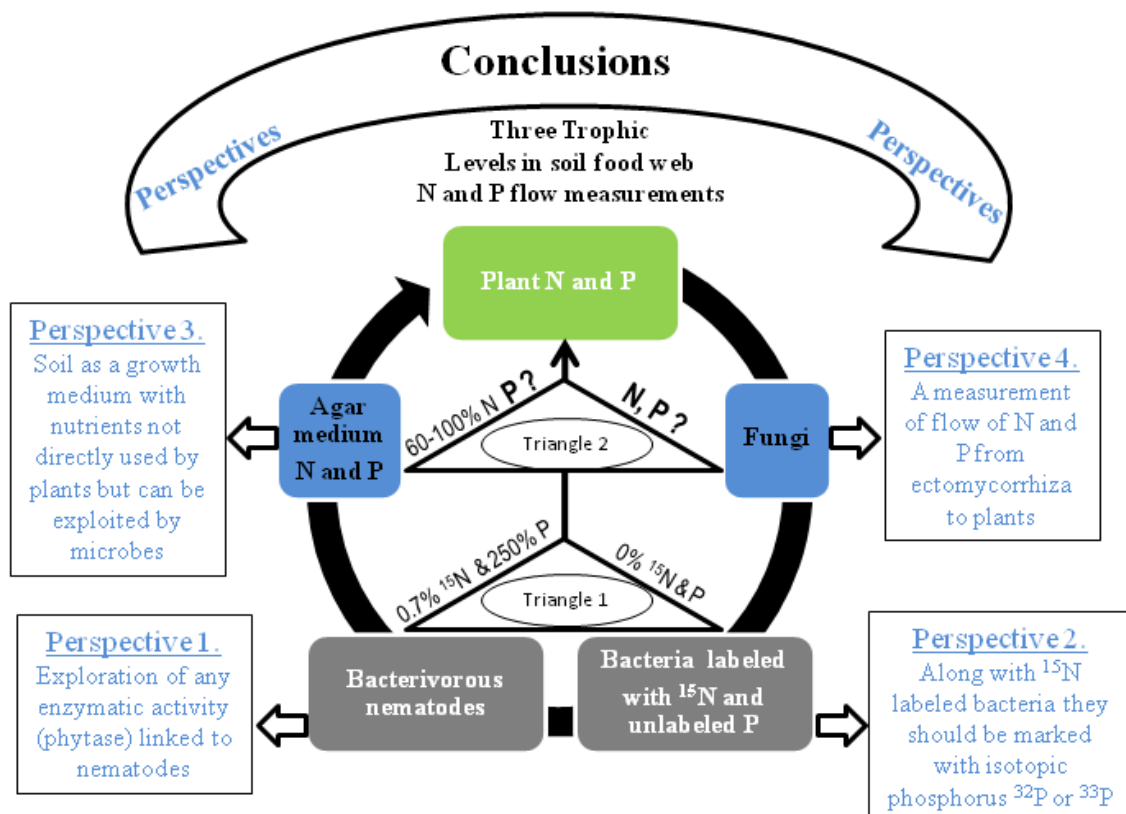 Conclusions
Perspectives
Perspectives
Three Trophic
Levels in soil food web
N and P flow measurements
Plant N and P
Perspective 3.
Soil as a growth
medium with
nutrients not
directly used by
plants but can be
exploited by
microbes
Agar
medium
N and P
60-100% N P ?
N, P ?
Triangle 2
Fungi
Perspective 4.
A measurement
of flow of N and
P from
ectomycorrhiza
to plants
0.7% ¹⁵N &250% P
0% ¹⁵N&P
Triangle 1
Perspective 1.
Exploration of any
enzymatic activity
(phytase) linked to
nematodes
Bacterivorous
nematodes
Bacteria labeled
with ¹⁵N and
unlabeled P
Perspective 2.
Along with ¹⁵N
labeled bacteria they
should be marked
with isotopic
phosphorus ³²P or ³³P